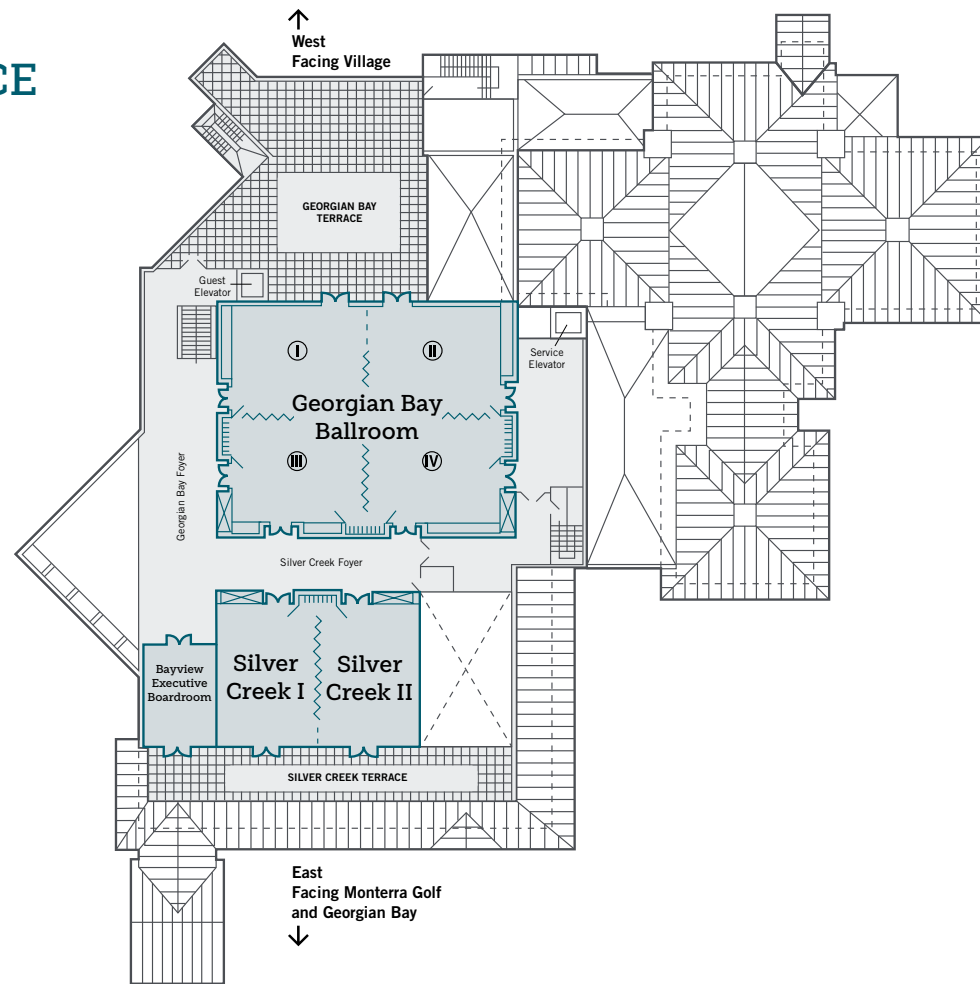 CE
West
Facing Village
GEORGIAN BAY
TERRACE
Guest
Elevator
Service
Elevator
I
II
Georgian Bay
Ballroom
III
IV
Georgian Bay Foyer
Silver Creek Foyer
Bayview
Executive
Boardroom
Silver
Creek I
Silver
Creek II
SILVER CREEK TERRACE
East
Facing Monterra Golf
and Georgian Bay